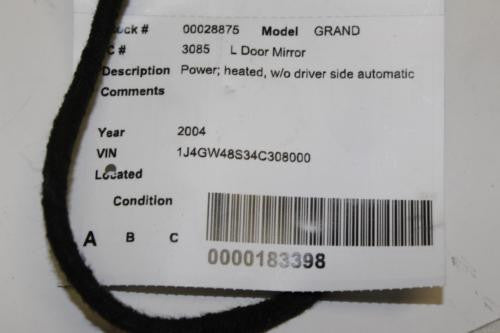 ock # 00028875 Model GRAND
C # 3085 L Door Mirror
Description Power; heated, w/o driver side automatic
Comments
Year 2004
VIN 1J4GW48S34C308000
Located
Condition
A B C
0000183398